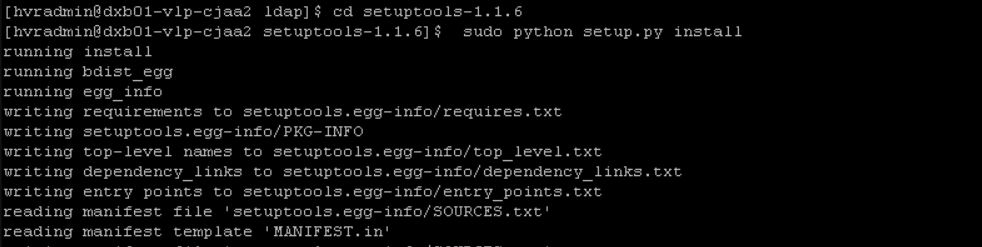 [hvradmin@dxb01-vlp-cjaa2 ldap]$ cd setuptools-1.1.6
[hvradmin@dxb01-vlp-cjaa2 setuptools-1.1.6]$  sudo python setup.py install
running install
running bdist_egg
running egg_info
writing requirements to setuptools.egg-info/requires.txt
writing setuptools.egg-info/PKG-INFO
writing top-level names to setuptools.egg-info/top_level.txt
writing dependency_links to setuptools.egg-info/dependency_links.txt
writing entry points to setuptools.egg-info/entry_points.txt
reading manifest file 'setuptools.egg-info/SOURCES.txt'
reading manifest template 'MANIFEST.in'